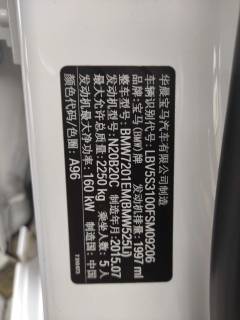 华晨宝马汽车有限公司制造
车辆识别代号: LBV5S3100FSM09206
品牌: 宝马(BMW)牌 发动机排量: 1997 ml
整车型号: BMW7201EM(BMW525Li)
发动机型号: N20B20C 制造年月: 2015.07
最大允许总质量: 2250 kg 乘坐人数: 5人
发动机最大净功率: 160 kW 制造国: 中国
颜色代码/色圈: A96